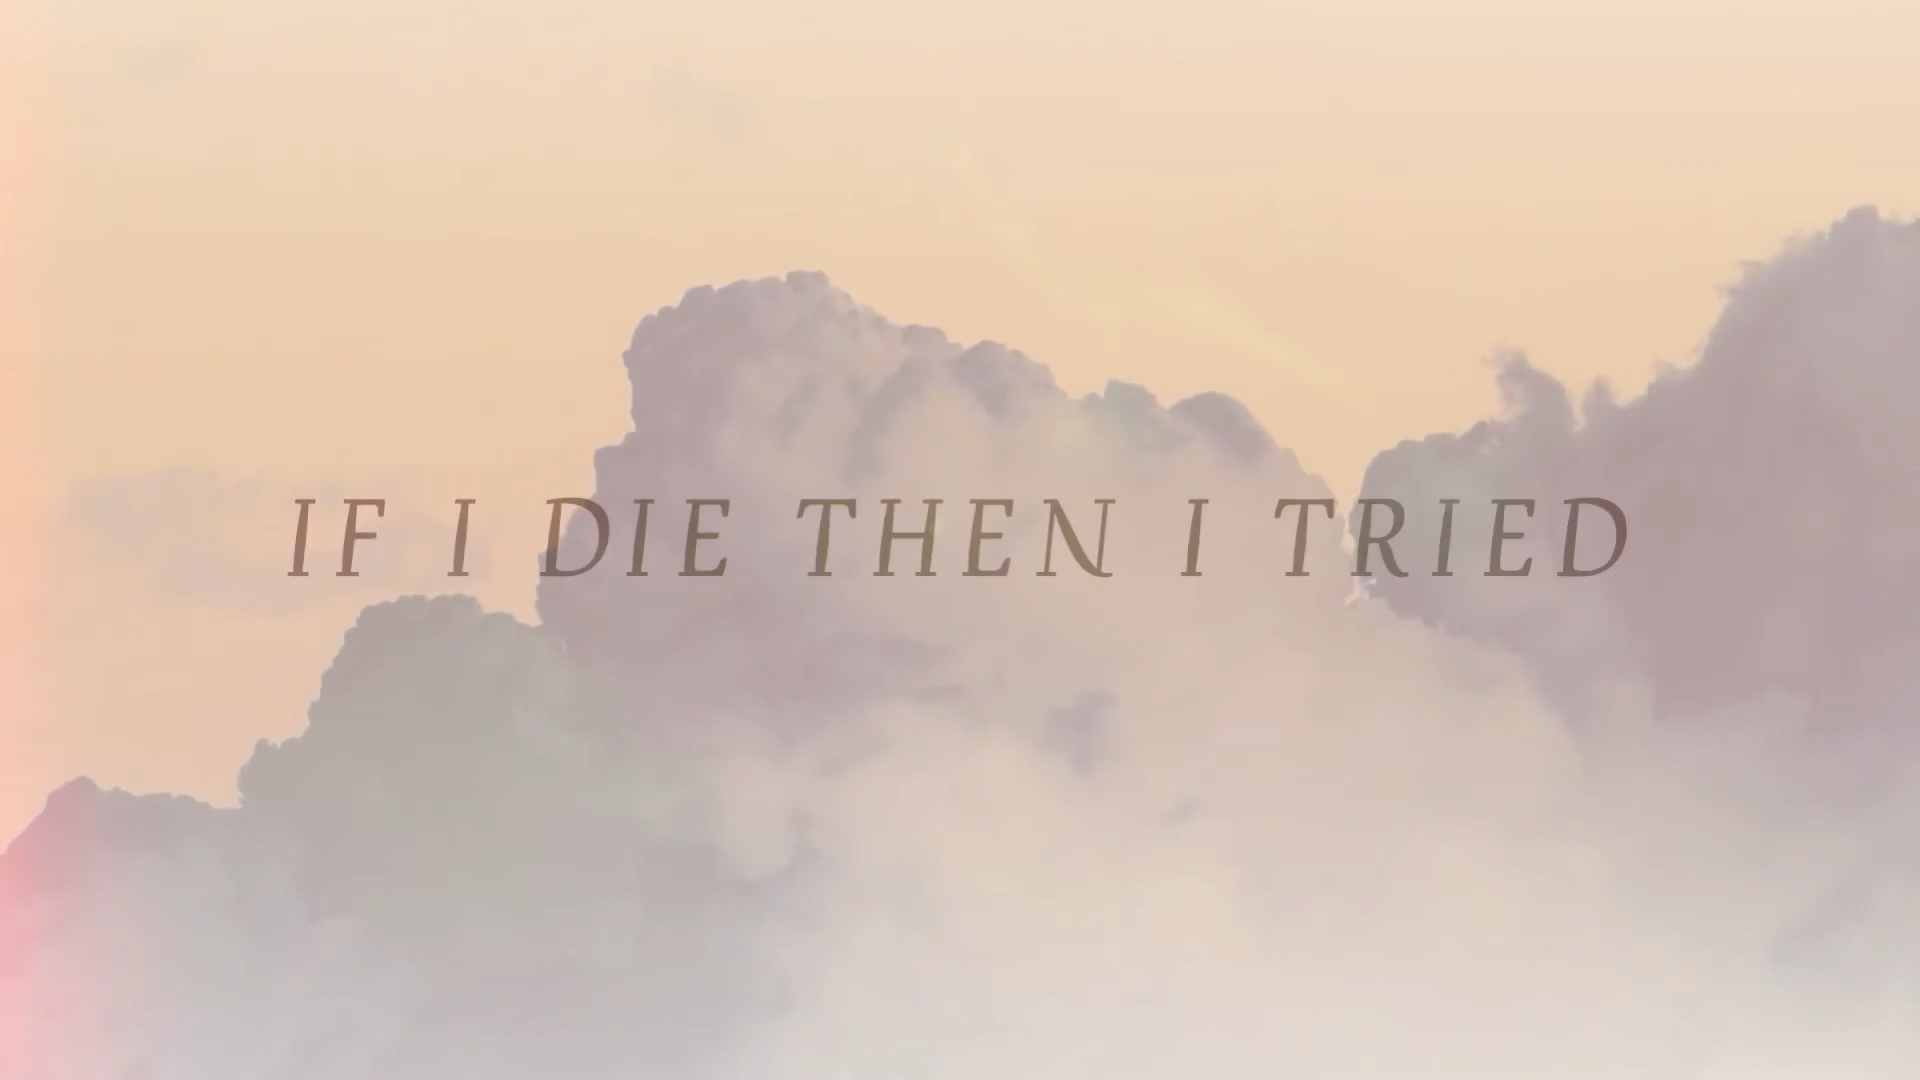 IF I DIE THEN I TRIED